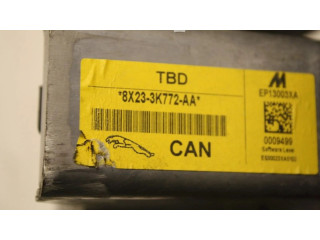 TBD
*8X23-3K772-AA*
CAN
EP13003XA
0009499
Software Level